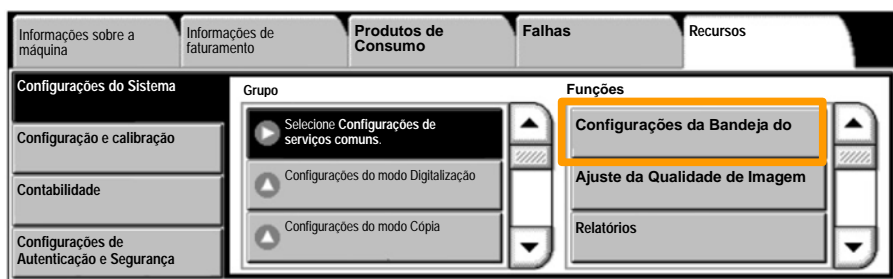 Informações sobre a
máquina
Informações de
faturamento
Produtos de
Consumo
Falhas
Recursos
Configurações do Sistema
Configuração e calibração
Contabilidade
Configurações de
Autenticação e Segurança
Grupo
Selecione Configurações de
serviços comuns.
Configurações do modo Digitalização
Configurações do modo Cópia
Funções
Configurações da Bandeja do
Ajuste da Qualidade de Imagem
Relatórios